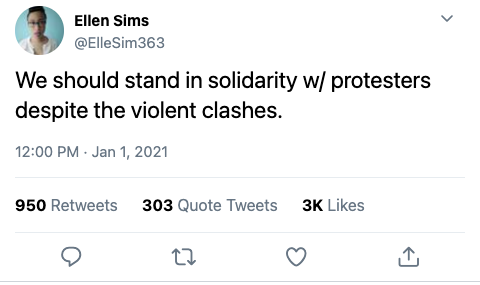 Ellen Sims
@ElleSim363
We should stand in solidarity w/ protesters
despite the violent clashes.
12:00 PM · Jan 1, 2021
950 Retweets 303 Quote Tweets 3K Likes